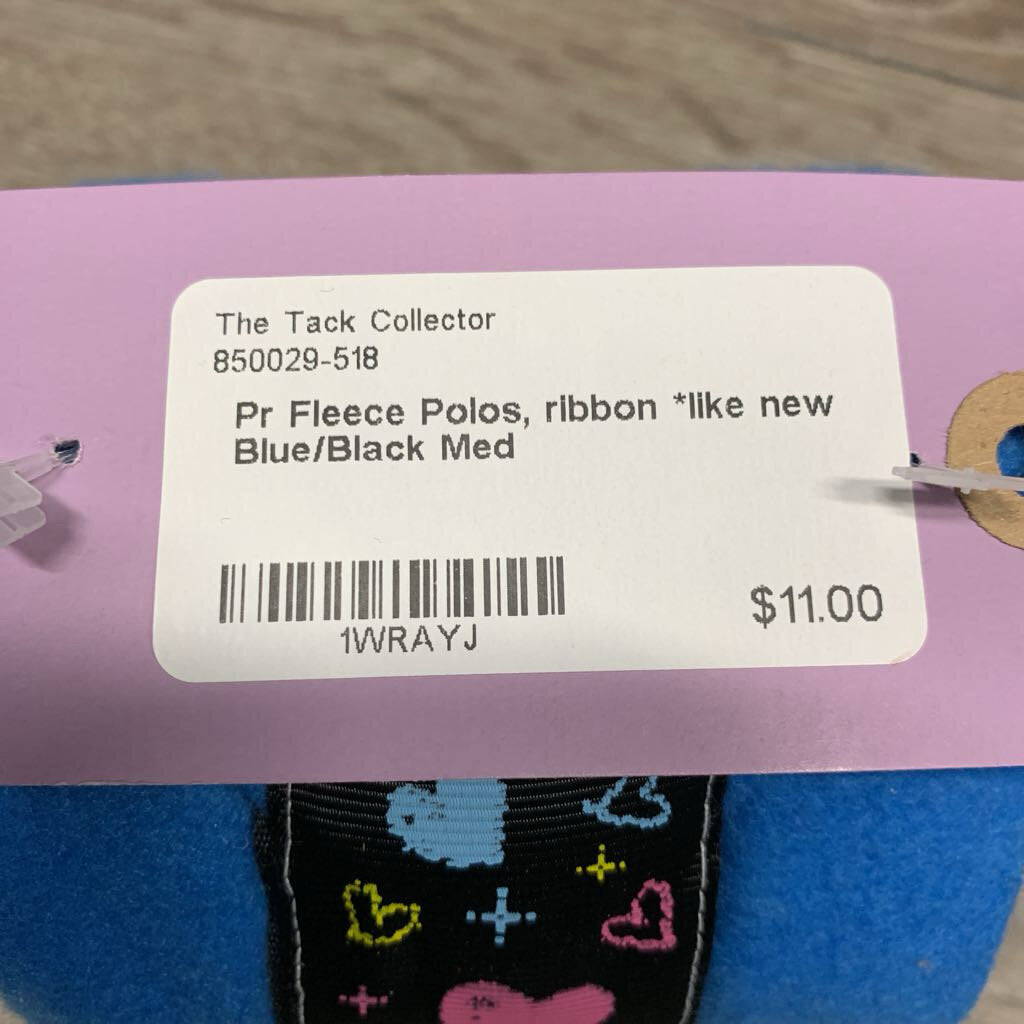 The Tack Collector
850029-518
Pr Fleece Polos, ribbon *like new
Blue/Black Med
1WRAYJ
$11.00